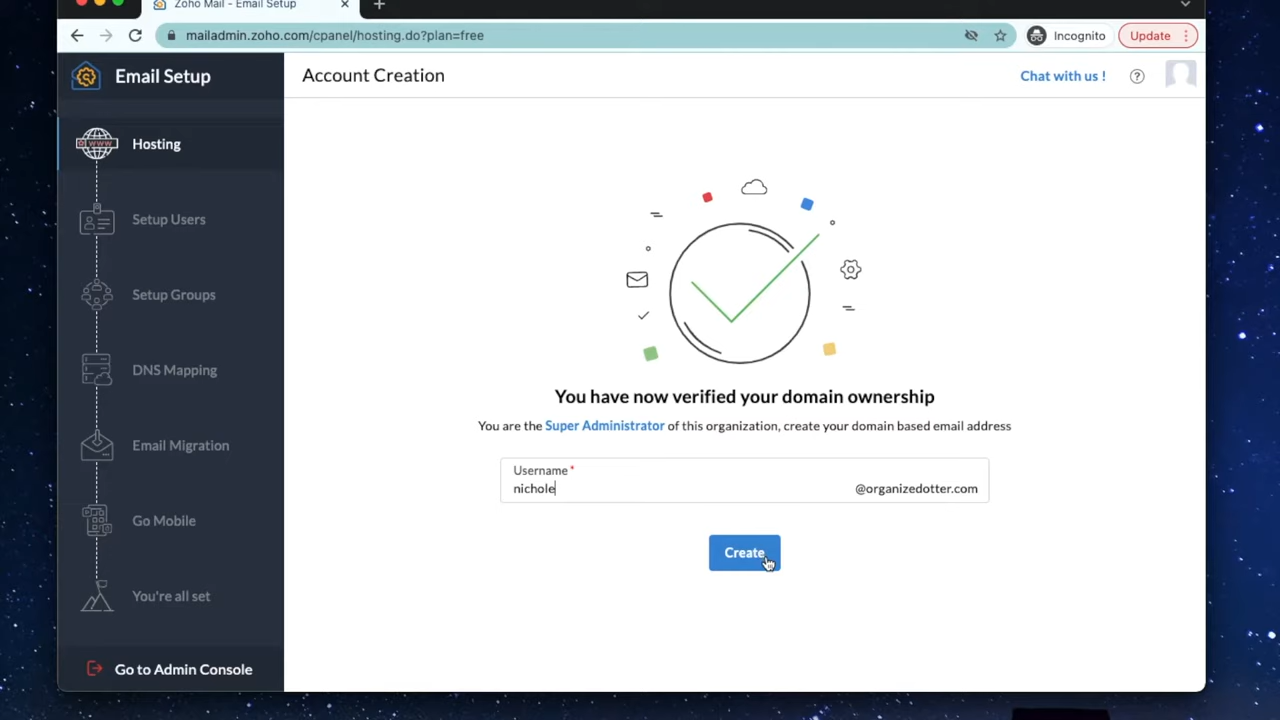 Zoho Mail - Email Setup
mailadmin.zoho.com/cpanel/hosting.do?plan=free
Incognito
Update
Email Setup
Account Creation
Chat with us !
?
www
Hosting
Setup Users
Setup Groups
DNS Mapping
Email Migration
Go Mobile
You're all set
Go to Admin Console
You have now verified your domain ownership
You are the Super Administrator of this organization, create your domain based email address
Username *
nichole
@organizedotter.com
Create